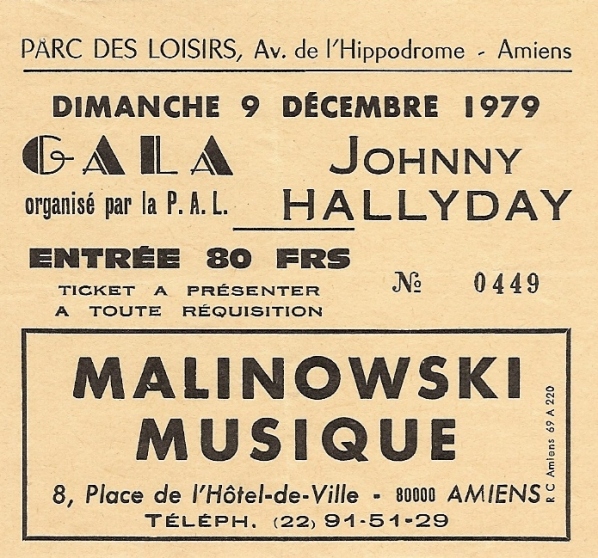 PARC DES LOISIRS, Av. de l'Hippodrome - Amiens
DIMANCHE 9 DÉCEMBRE 1979
GALA
organisé par la P. A. L.
JOHNNY
HALLYDAY
ENTRÉE 80 FRS
TICKET A PRÉSENTER
A TOUTE RÉQUISITION
№ 0449
MALINOWSKI
MUSIQUE
8, Place de l'Hôtel-de-Ville - 80000 AMIENS
TÉLÉPH. (22) 91-51-29
R C Amiens 69 A 220